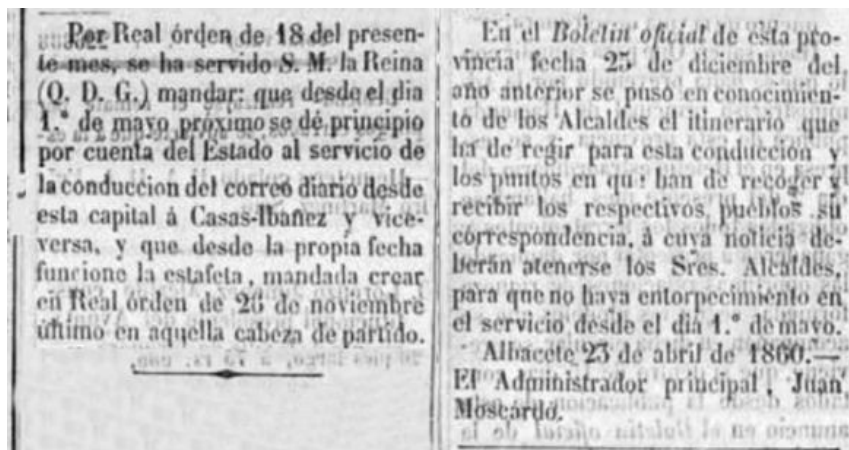 Por Real órden de 18 del presen-
te mes, se ha servido S. M. la Reina
(Q. D. G.) mandar: que desde el dia
1.º de mayo próximo se dé principio
por cuenta del Estado al servicio de
la conduccion del correo diario desde
esta capital á Casas-Ibañez y vice-
versa, y que desde la propia fecha
funcione la estafeta, mandada crear
en Real órden de 26 de noviembre
último en aquella cabeza de partido.
En el Boletin oficial de esta pro-
vincia fecha 23 de diciembre del
año anterior se pusó en conocimien-
to de los Alcaldes el itinerario que
ha de regir para esta conduccion y
los puntos en que han de recoger y
recibir los respectivos pueblos su
correspondencia, á cuya noticia de-
berán atenerse los Sres. Alcaldes,
para que no haya entorpecimiento en
el servicio desde el dia 1.º de mayo.
Albacete 23 de abril de 1860.—
El Administrador principal, Juan
Moscardó.